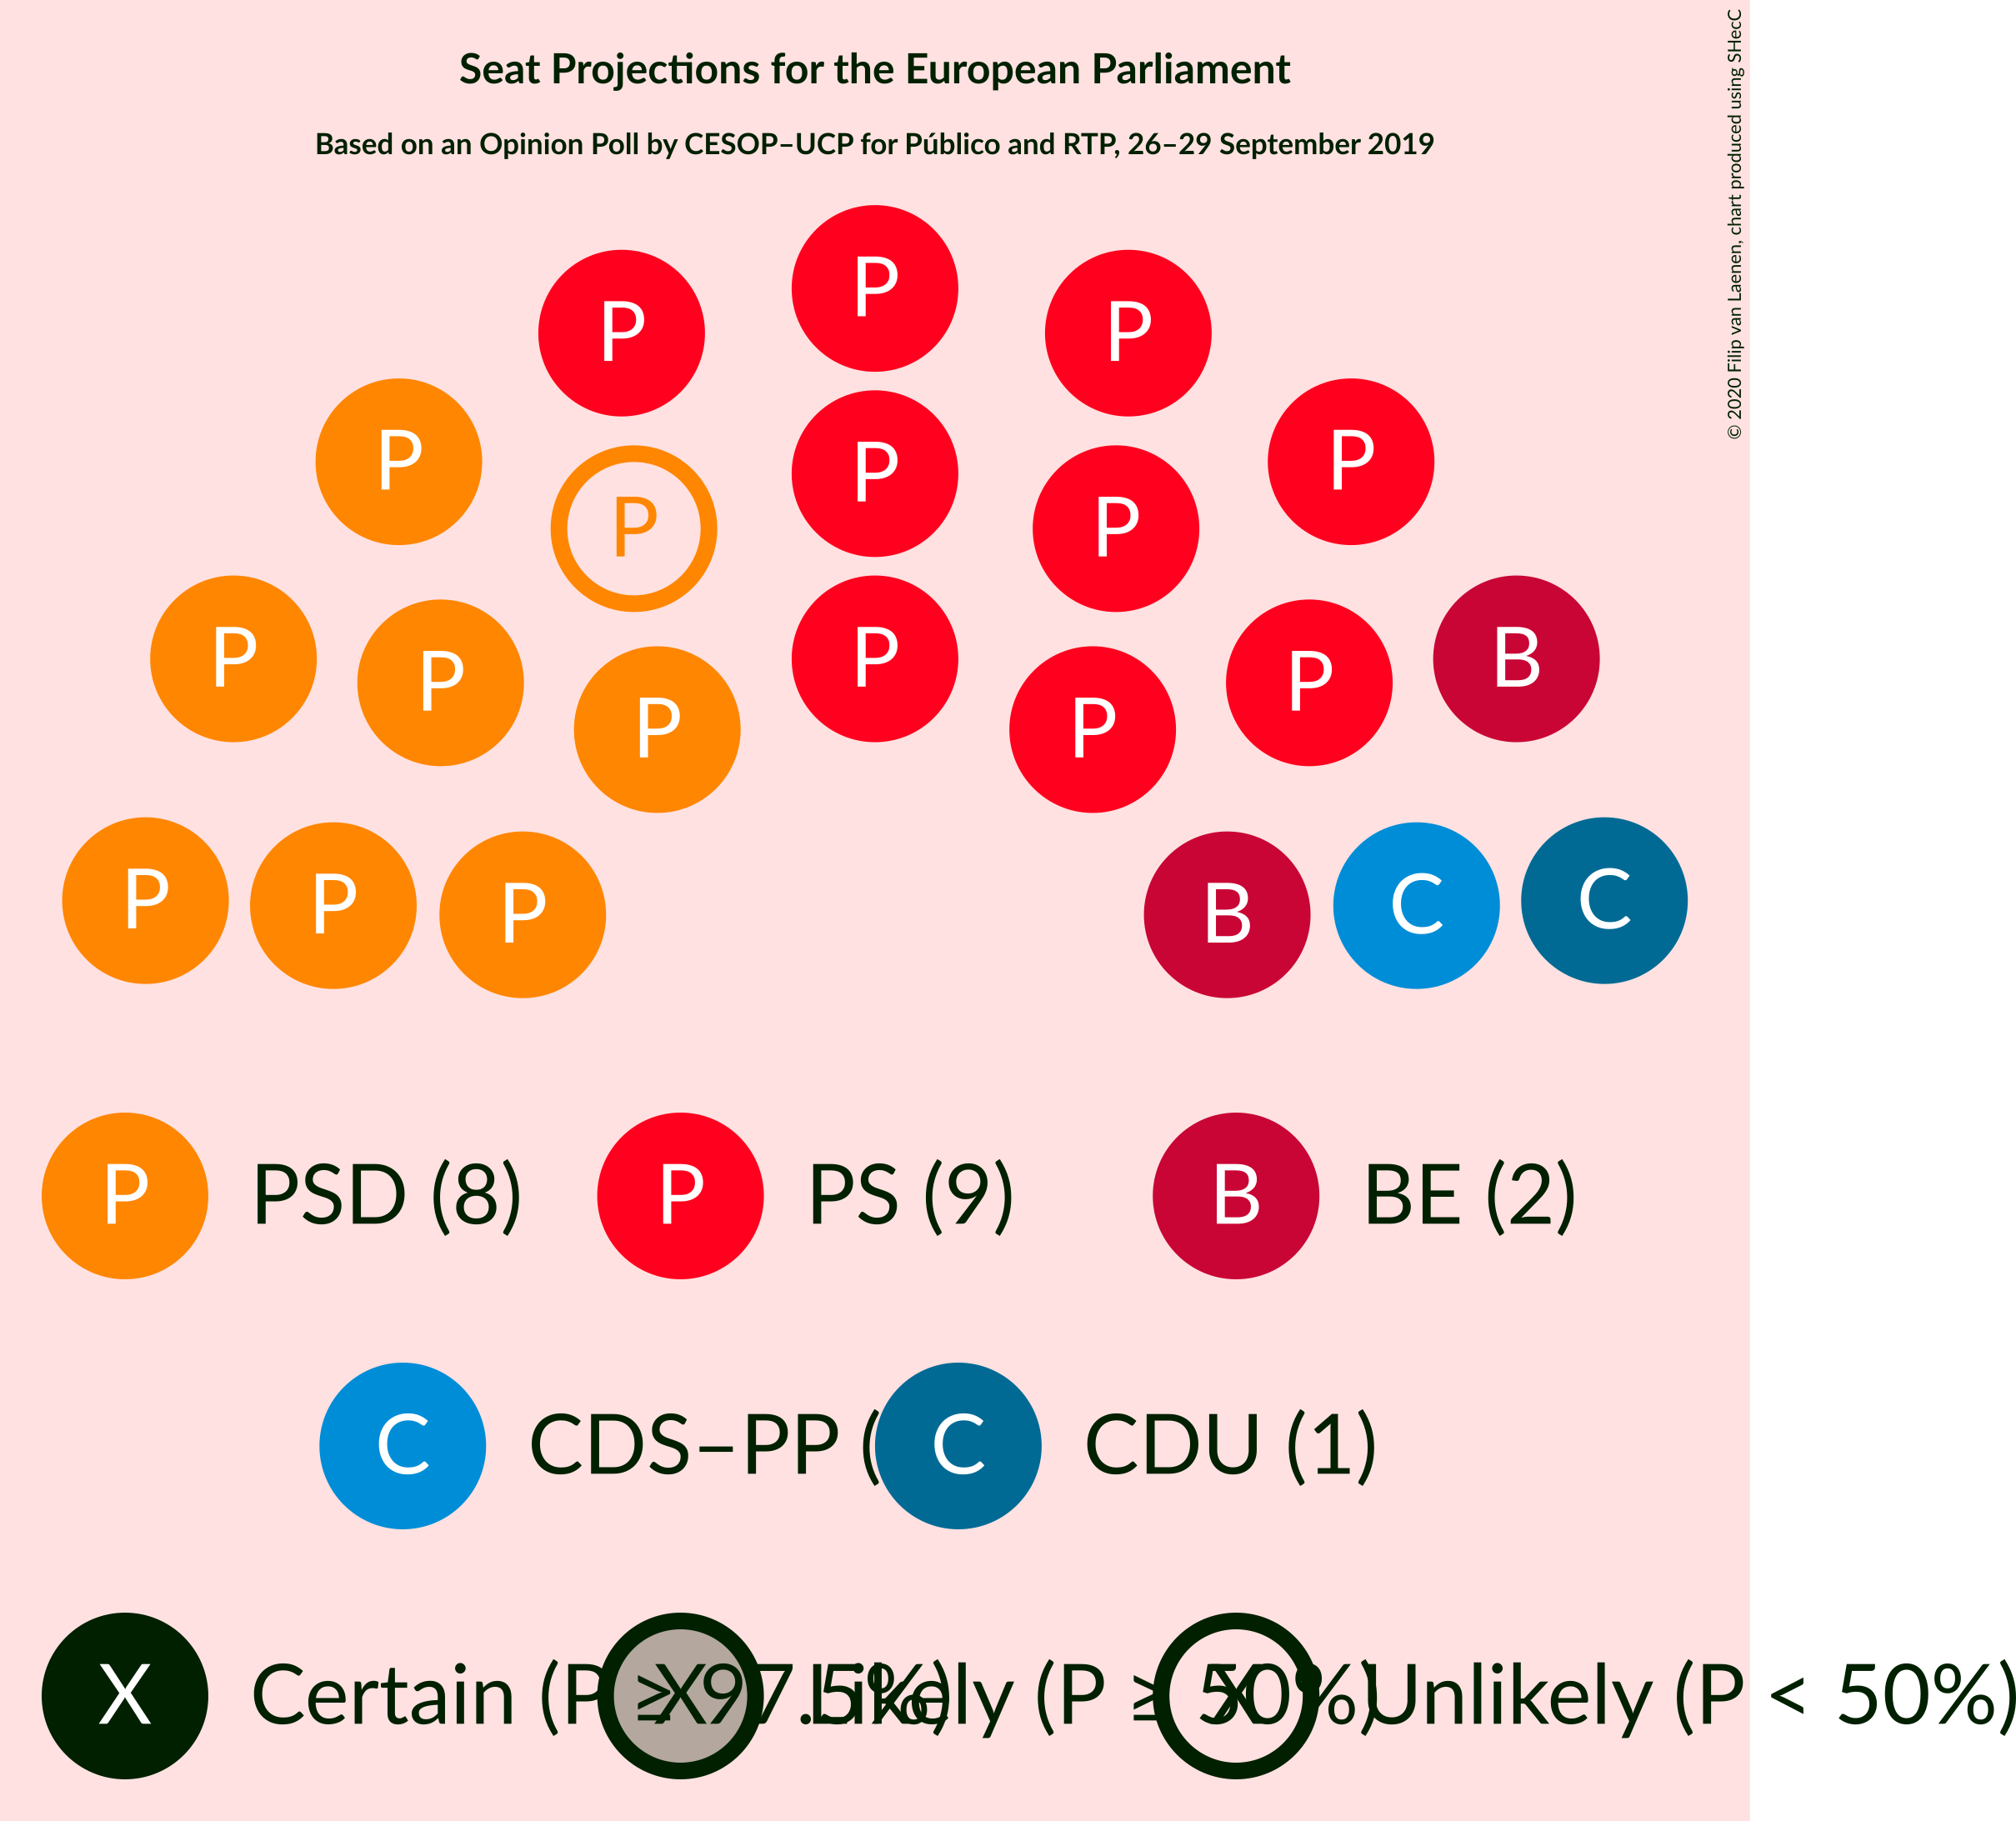 Seat Projections for the European Parliament
Based on an Opinion Poll by CESOP–UCP for Público and RTP, 26–29 September 2019
© 2020 Filip van Laenen, chart produced using SHecC
P
P P
P P
P
P P
P P
P P
P P
B
P P
P P P
B C C
P PSD (8) P PS (9) B BE (2)
C CDS–PP ( C CDU (1)
X Certain (P ≥ 97.5%) X Likely (P ≥ 50%) X Unlikely (P < 50%)